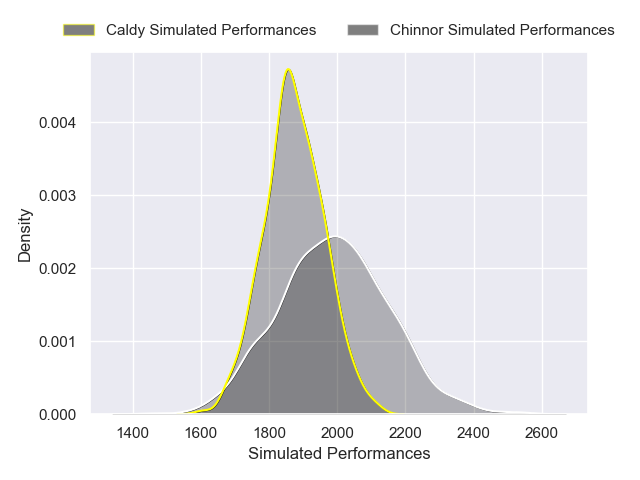 Caldy Simulated Performances Chinnor Simulated Performances
0.004
0.003
0.002
0.001
0.000
Density
1400 1600 1800 2000 2200 2400 2600
Simulated Performances